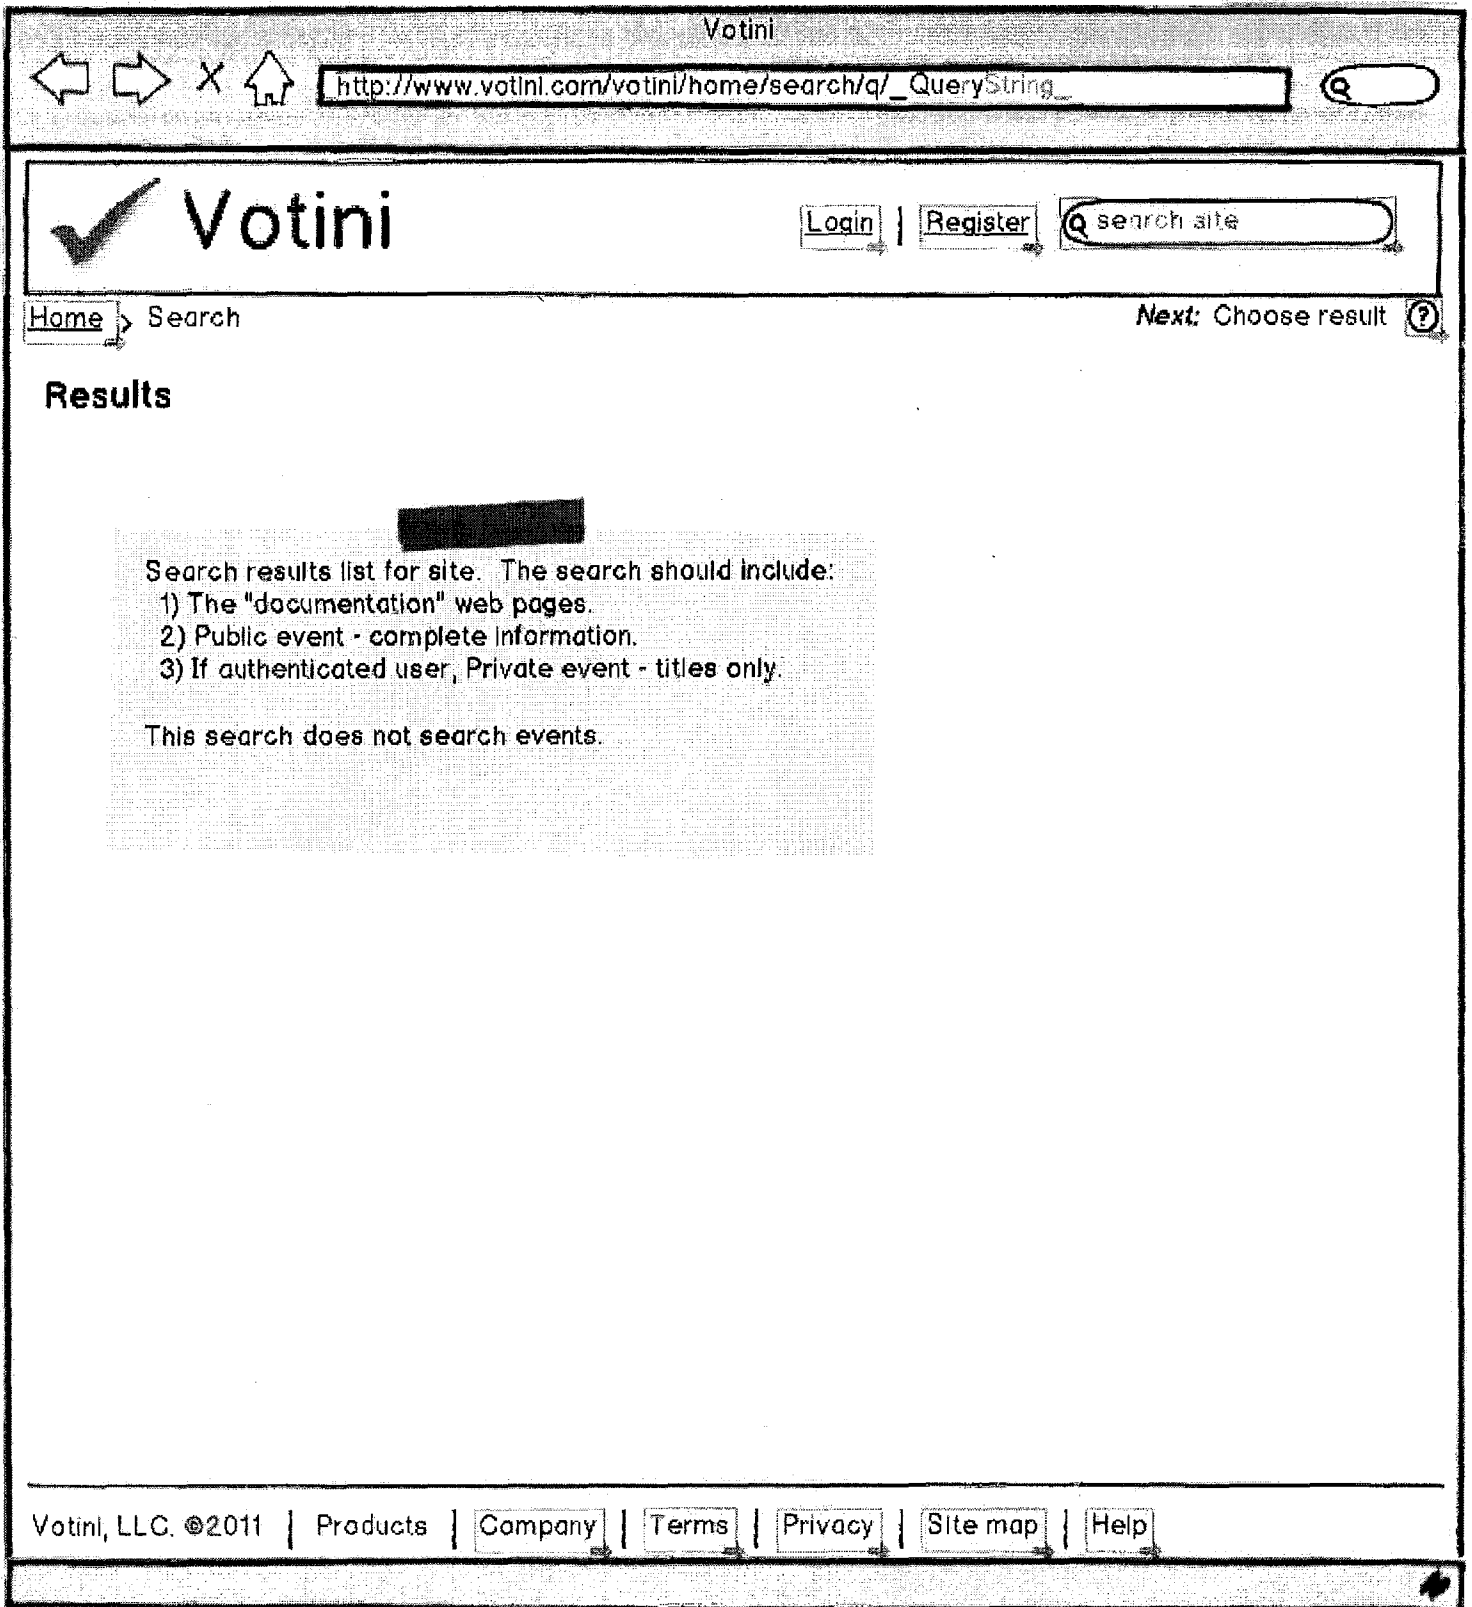 Votini
http://www.votini.com/votini/home/search/q/_QueryString_
Votini
Login | Register search site
Home > Search
Next: Choose result ?
Results
Search results list for site. The search should include:
1) The "documentation" web pages.
2) Public event - complete information.
3) If authenticated user, Private event - titles only.
This search does not search events.
Votini, LLC. ©2011 | Products | Company | Terms | Privacy | Site map | Help